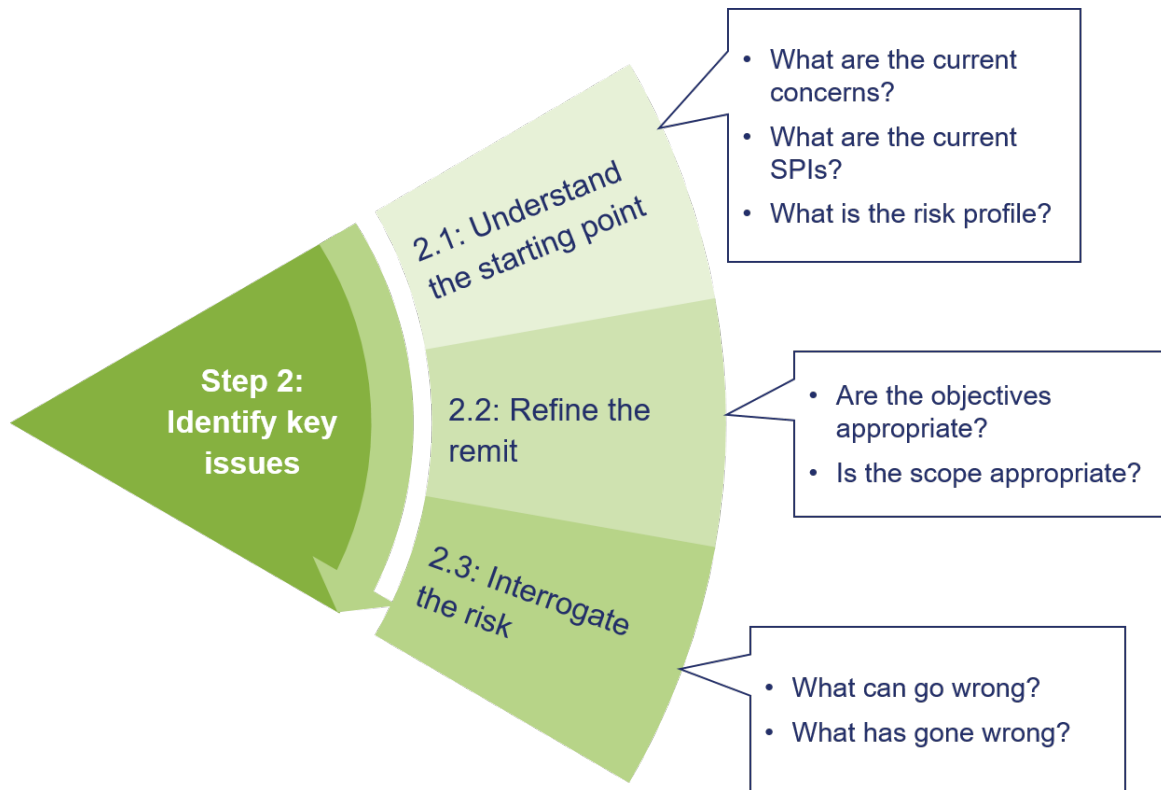 Step 2:
Identify key
issues
2.1: Understand
the starting point
• What are the current
concerns?
• What are the current
SPIs?
• What is the risk profile?
2.2: Refine the
remit
• Are the objectives
appropriate?
• Is the scope appropriate?
2.3: Interrogate
the risk
• What can go wrong?
• What has gone wrong?